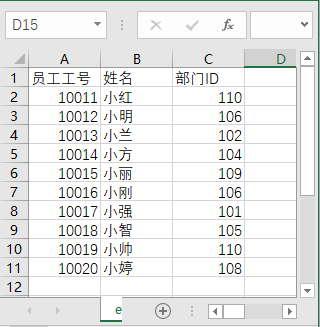 D15 fx
A B C D
1 员工工号 姓名 部门ID
2 10011 小红 110
3 10012 小明 106
4 10013 小兰 102
5 10014 小方 104
6 10015 小丽 109
7 10016 小刚 106
8 10017 小强 101
9 10018 小智 105
10 10019 小帅 110
11 10020 小婷 108
12
e